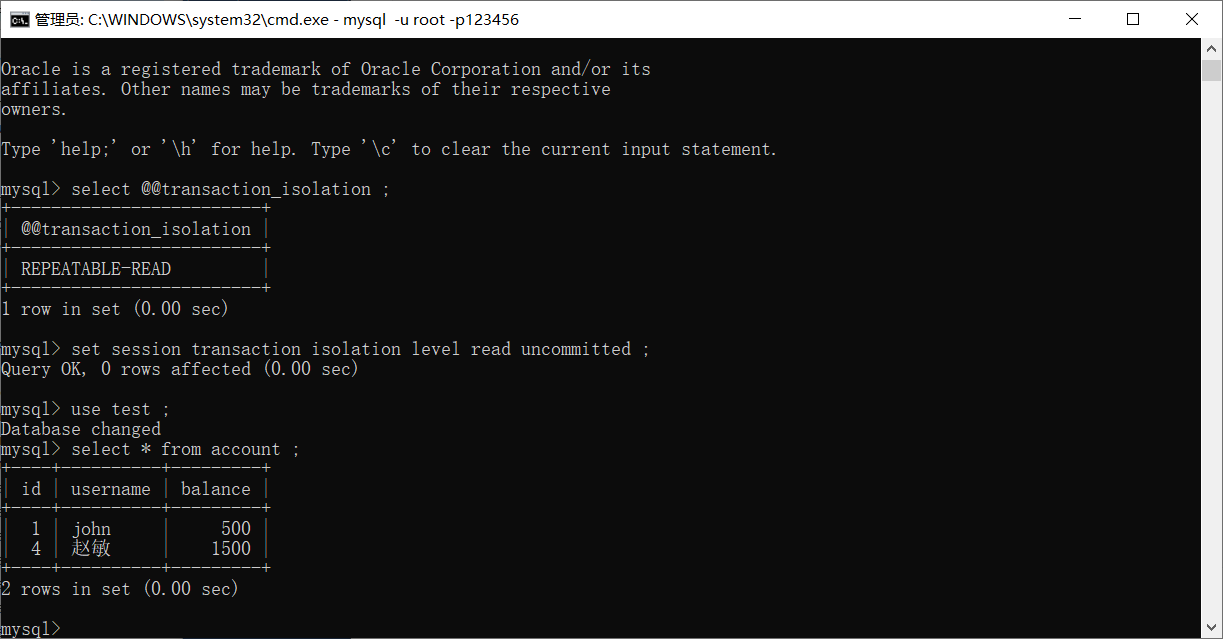 管理员: C:\WINDOWS\system32\cmd.exe - mysql  -u root -p123456
Oracle is a registered trademark of Oracle Corporation and/or its
affiliates. Other names may be trademarks of their respective
owners.
Type 'help;' or '\h' for help. Type '\c' to clear the current input statement.
mysql> select @@transaction_isolation ;
+-------------------------+
| @@transaction_isolation |
+-------------------------+
| REPEATABLE-READ         |
+-------------------------+
1 row in set (0.00 sec)
mysql> set session transaction isolation level read uncommitted ;
Query OK, 0 rows affected (0.00 sec)
mysql> use test ;
Database changed
mysql> select * from account ;
+----+----------+---------+
| id | username | balance |
+----+----------+---------+
|  1 | john     |     500 |
|  4 | 赵敏     |    1500 |
+----+----------+---------+
2 rows in set (0.00 sec)
mysql>